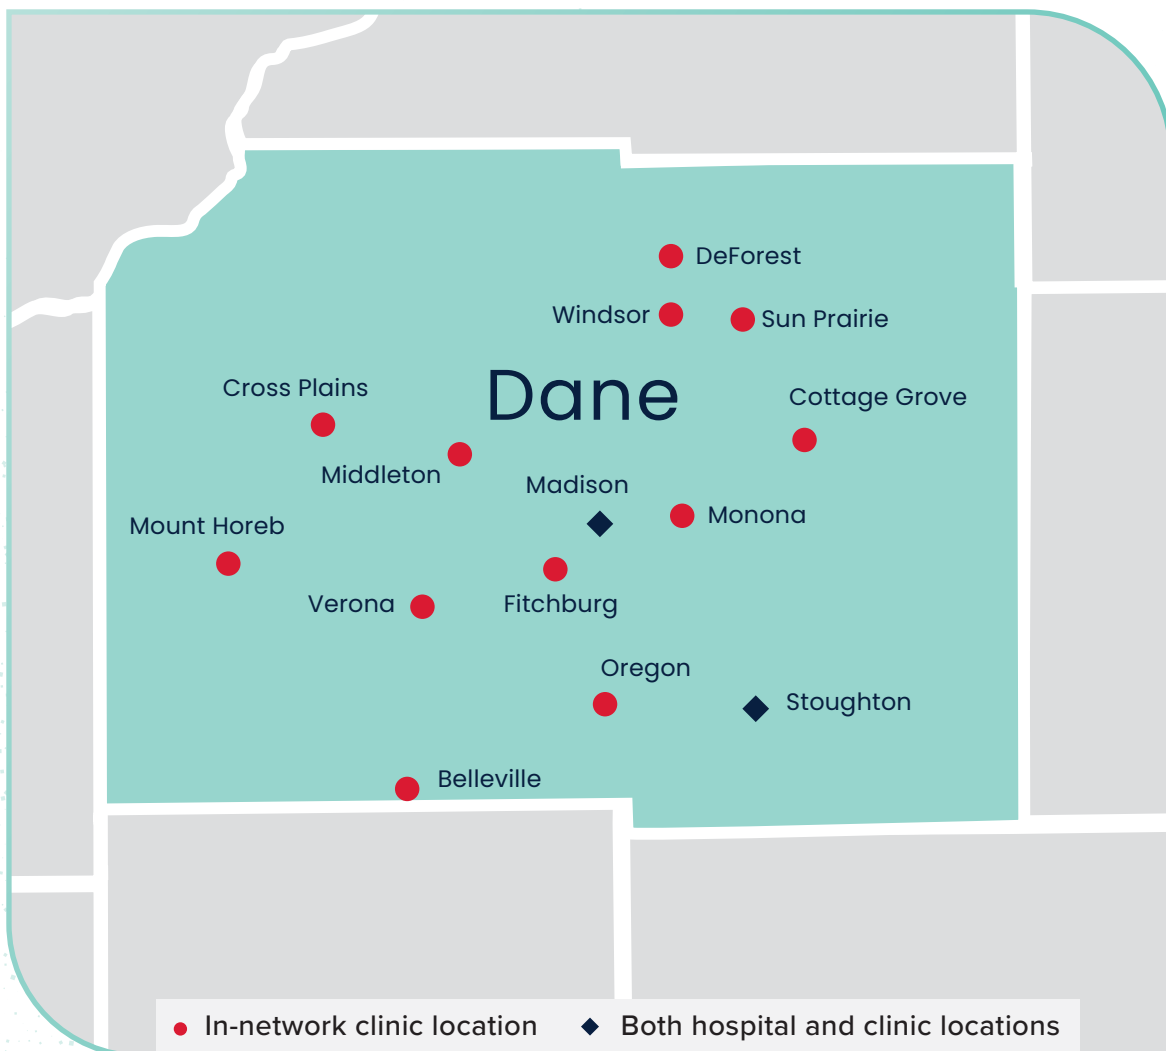 DeForest
Windsor
Sun Prairie
Cross Plains
Dane
Cottage Grove
Middleton
Madison
Monona
Mount Horeb
Verona
Fitchburg
Oregon
Stoughton
Belleville
In-network clinic location
Both hospital and clinic locations